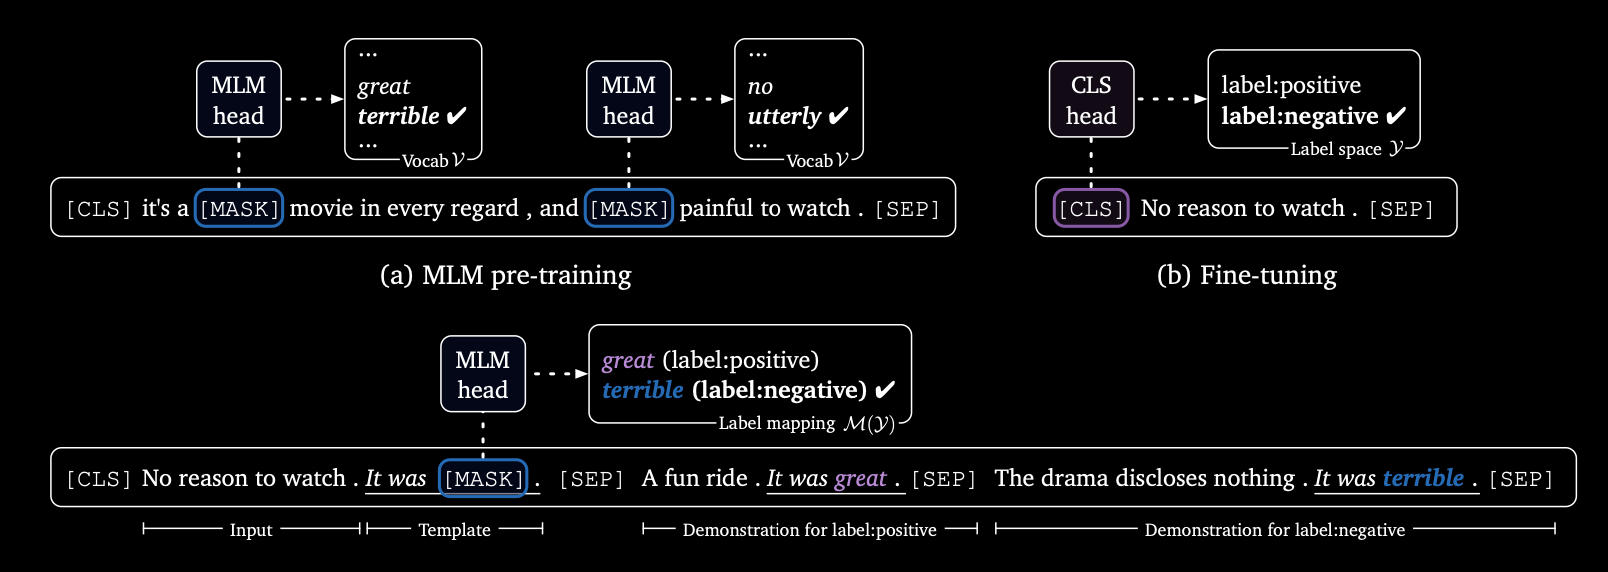 MLM
head
...
great
terrible ✔
...
Vocab 𝒱
MLM
head
...
no
utterly ✔
...
Vocab 𝒱
[CLS] it's a [MASK] movie in every regard , and [MASK] painful to watch . [SEP]
(a) MLM pre-training
CLS
head
label:positive
label:negative ✔
Label space 𝒴
[CLS] No reason to watch . [SEP]
(b) Fine-tuning
MLM
head
great (label:positive)
terrible (label:negative) ✔
Label mapping ℳ(𝒴)
[CLS] No reason to watch . It was [MASK] . [SEP] A fun ride . It was great . [SEP] The drama discloses nothing . It was terrible . [SEP]
Input Template Demonstration for label:positive Demonstration for label:negative